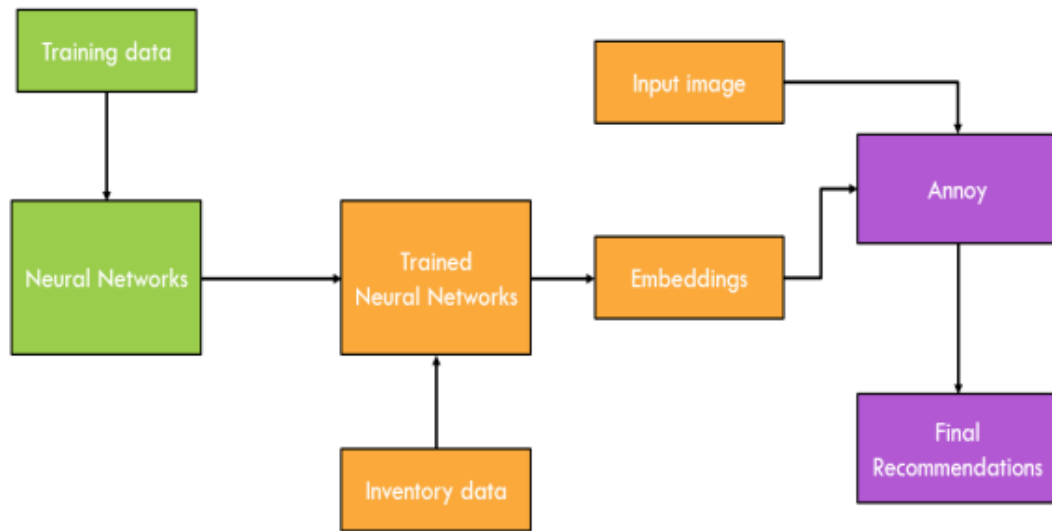 Training data
Input image
Annoy
Neural Networks
Trained
Neural Networks
Embeddings
Final
Recommendations
Inventory data